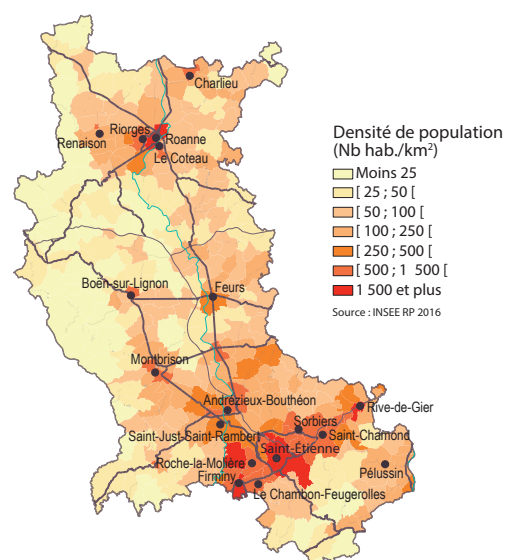 Charlieu
Riorges
Roanne
Renaison
Le Coteau
Densité de population
(Nb hab./km²)
Moins 25
[ 25 ; 50 [
[ 50 ; 100 [
[ 100 ; 250 [
[ 250 ; 500 [
[ 500 ; 1 500 [
1 500 et plus
Source : INSEE RP 2016
Boën-sur-Lignon
Feurs
Montbrison
Andrézieux-Bouthéon
Rive-de-Gier
Saint-Just-Saint-Rambert
Sorbiers
Saint-Chamond
Saint-Étienne
Roche-la-Molière
Pélussin
Firminy
Le Chambon-Feugerolles